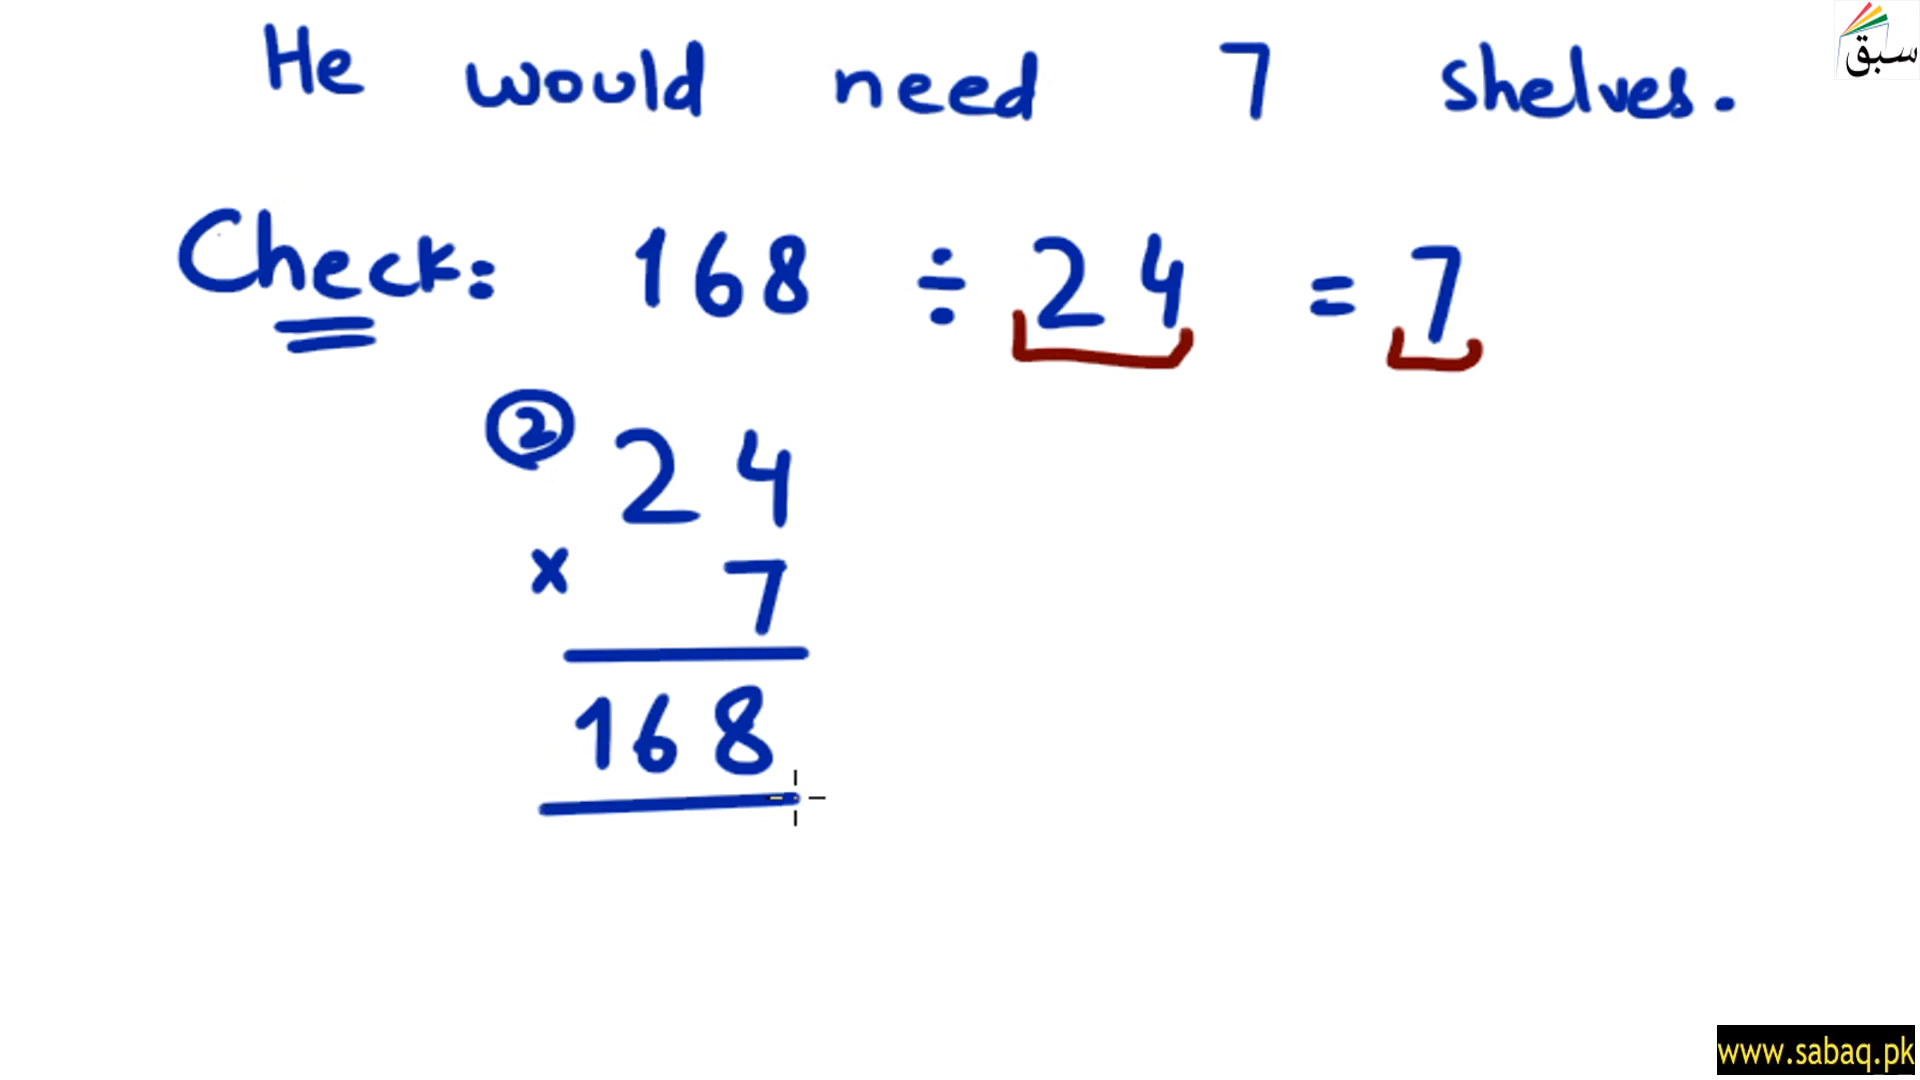 سبق
He would need 7 shelves.
Check: 168 ÷ 24 = 7
2
24
× 7
168
www.sabaq.pk